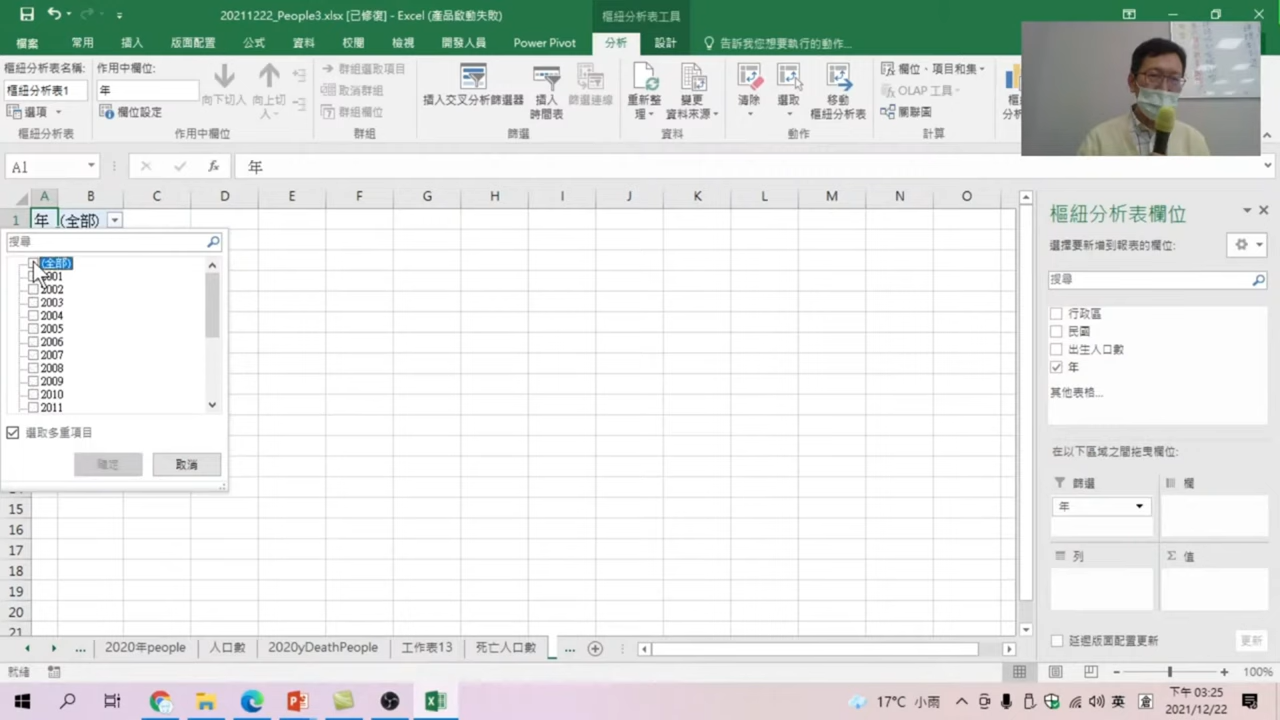 20211222_People3.xlsx [已修復] - Excel (產品啟動失敗)
樞紐分析表工具
檔案 常用 插入 版面配置 公式 資料 校閱 檢視 開發人員 Power Pivot 分析 設計 告訴我您想要執行的動作...
樞紐分析表名稱: 作用中欄位:
樞紐分析表1 年
選項 欄位設定
向下切入 向上切入
群組選取項目
取消群組
群組欄位
插入交叉分析篩選器 插入時間表 篩選連線
重新整理 變更資料來源
清除 選取 移動樞紐分析表
欄位、項目和集
OLAP 工具
關聯圖
樞紐分析表 作用中欄位 群組 篩選 資料 動作 計算
A1 fx 年
A B C D E F G H I J K L M N O
1 年 (全部)
搜尋
(全部)
2001
2002
2003
2004
2005
2006
2007
2008
2009
2010
2011
選取多重項目
確定 取消
15
16
17
18
19
20
21
樞紐分析表欄位
選擇要新增到報表的欄位:
搜尋
行政區
民國
出生人口數
年
其他表格...
在以下區域之間拖曳欄位:
篩選 欄
年
列 Σ 值
延遲版面配置更新 更新
... 2020年people 人口數 2020yDeathPeople 工作表13 死亡人口數 ...
就緒 100%
17°C 小雨 英 下午 03:25
2021/12/22